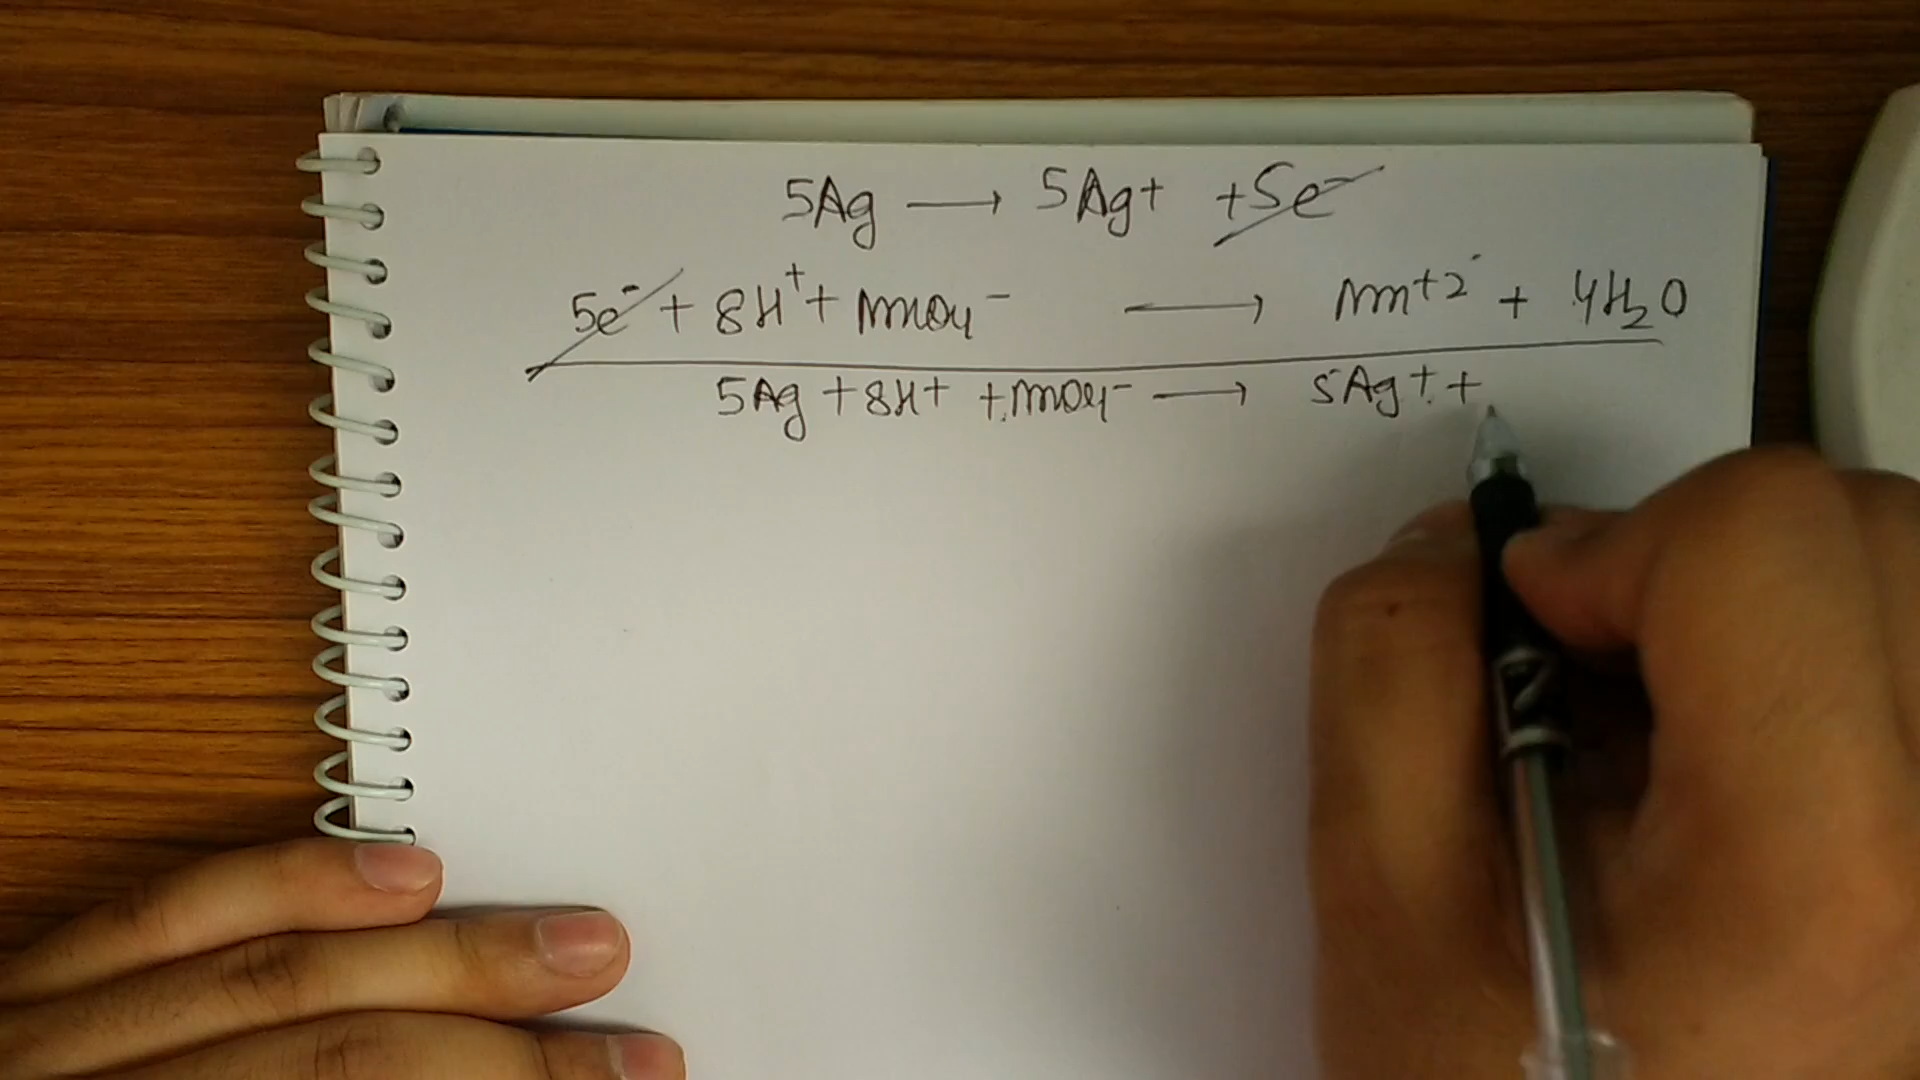 5Ag → 5Ag+ +5e-
5e- + 8H+ + MnO4- → Mn+2 + 4H2O
5Ag + 8H+ + MnO4- → 5Ag+ +